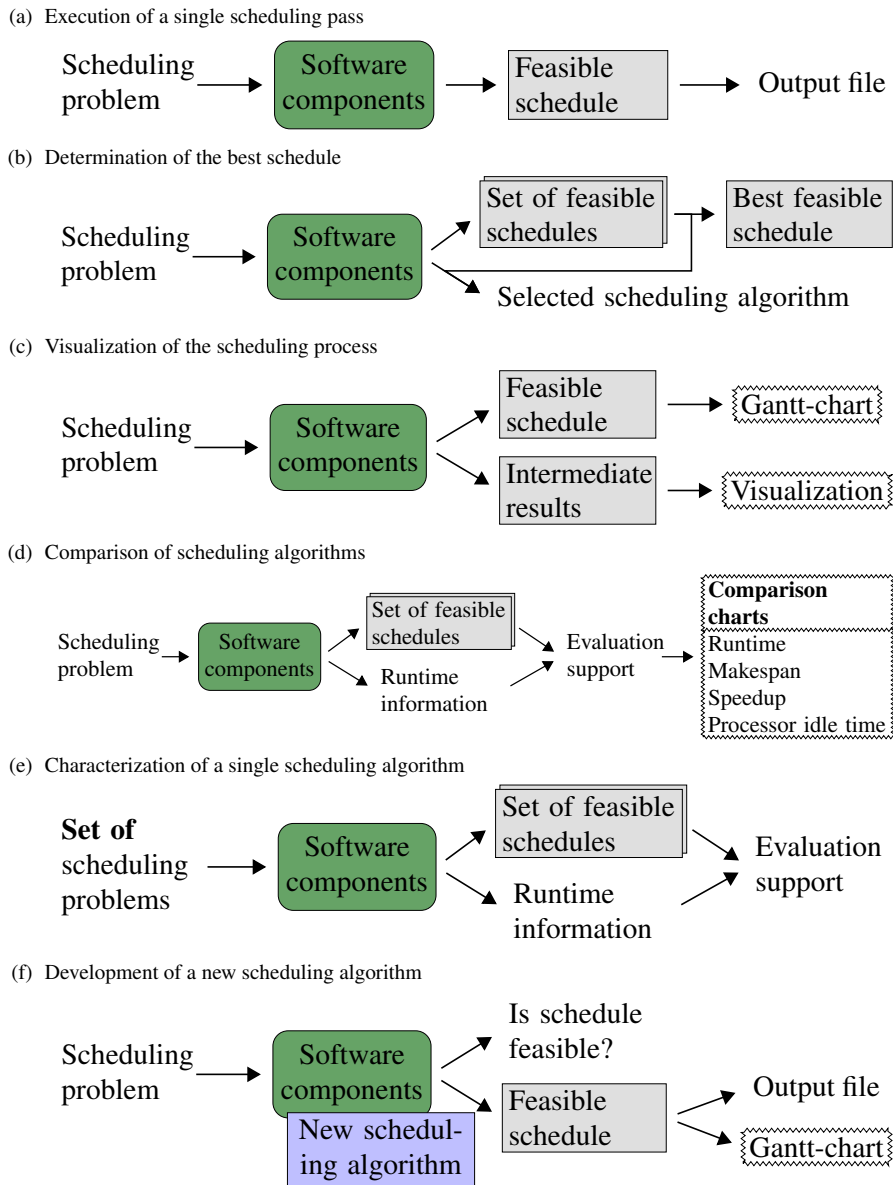 (a) Execution of a single scheduling pass
Scheduling
problem
Software
components
Feasible
schedule
Output file
(b) Determination of the best schedule
Scheduling
problem
Software
components
Set of feasible
schedules
Best feasible
schedule
Selected scheduling algorithm
(c) Visualization of the scheduling process
Scheduling
problem
Software
components
Feasible
schedule
Gantt-chart
Intermediate
results
Visualization
(d) Comparison of scheduling algorithms
Scheduling
problem
Software
components
Set of feasible
schedules
Runtime
information
Evaluation
support
Comparison
charts
Runtime
Makespan
Speedup
Processor idle time
(e) Characterization of a single scheduling algorithm
Set of
scheduling
problems
Software
components
Set of feasible
schedules
Runtime
information
Evaluation
support
(f) Development of a new scheduling algorithm
Scheduling
problem
Software
components
New schedul-
ing algorithm
Is schedule
feasible?
Feasible
schedule
Output file
Gantt-chart